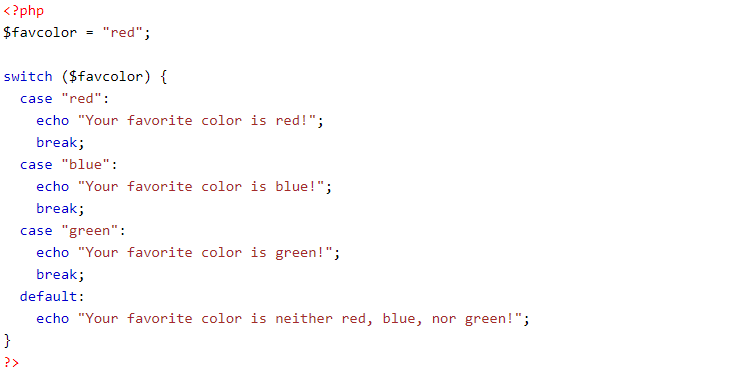 <?php
$favcolor = "red";

switch ($favcolor) {
  case "red":
    echo "Your favorite color is red!";
    break;
  case "blue":
    echo "Your favorite color is blue!";
    break;
  case "green":
    echo "Your favorite color is green!";
    break;
  default:
    echo "Your favorite color is neither red, blue, nor green!";
}
?>